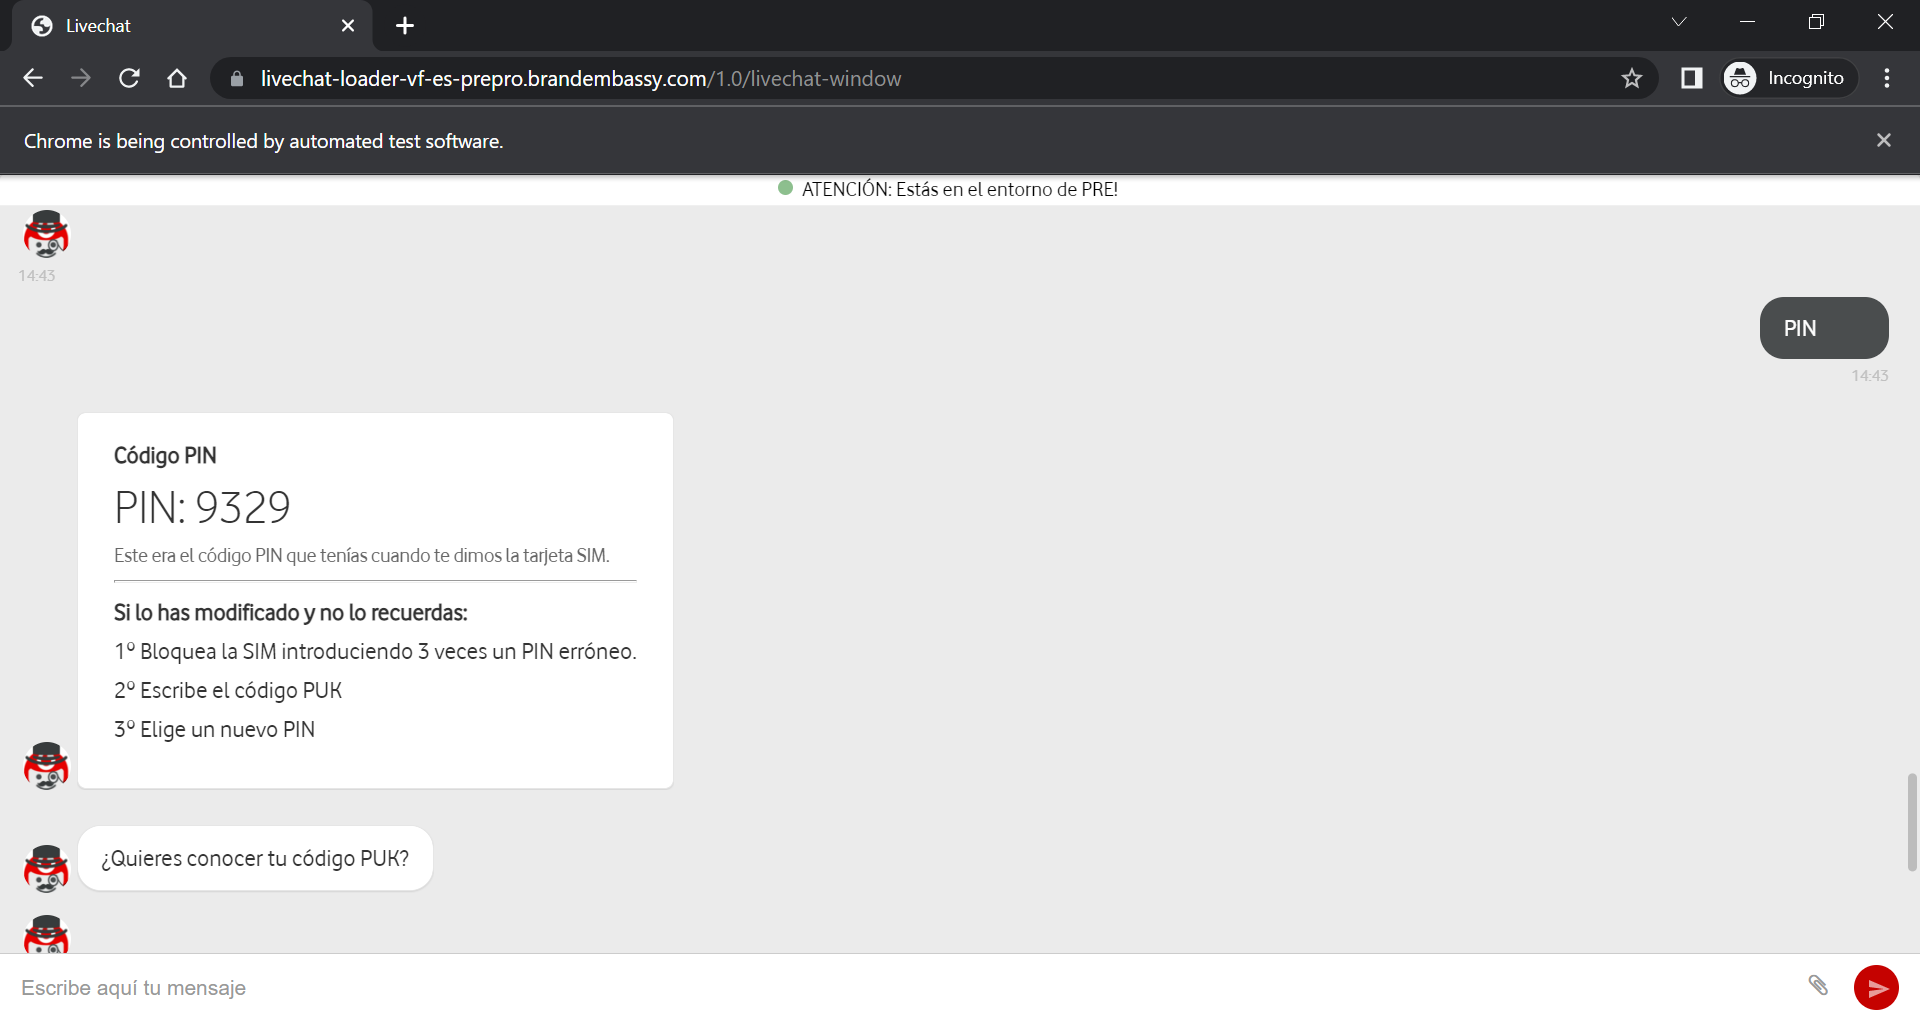 Livechat
livechat-loader-vf-es-prepro.brandembassy.com/1.0/livechat-window
Incognito
Chrome is being controlled by automated test software.
ATENCIÓN: Estás en el entorno de PRE!
14:43
PIN
14:43
Código PIN
PIN: 9329
Este era el código PIN que tenías cuando te dimos la tarjeta SIM.
Si lo has modificado y no lo recuerdas:
1º Bloquea la SIM introduciendo 3 veces un PIN erróneo.
2º Escribe el código PUK
3º Elige un nuevo PIN
¿Quieres conocer tu código PUK?
Escribe aquí tu mensaje